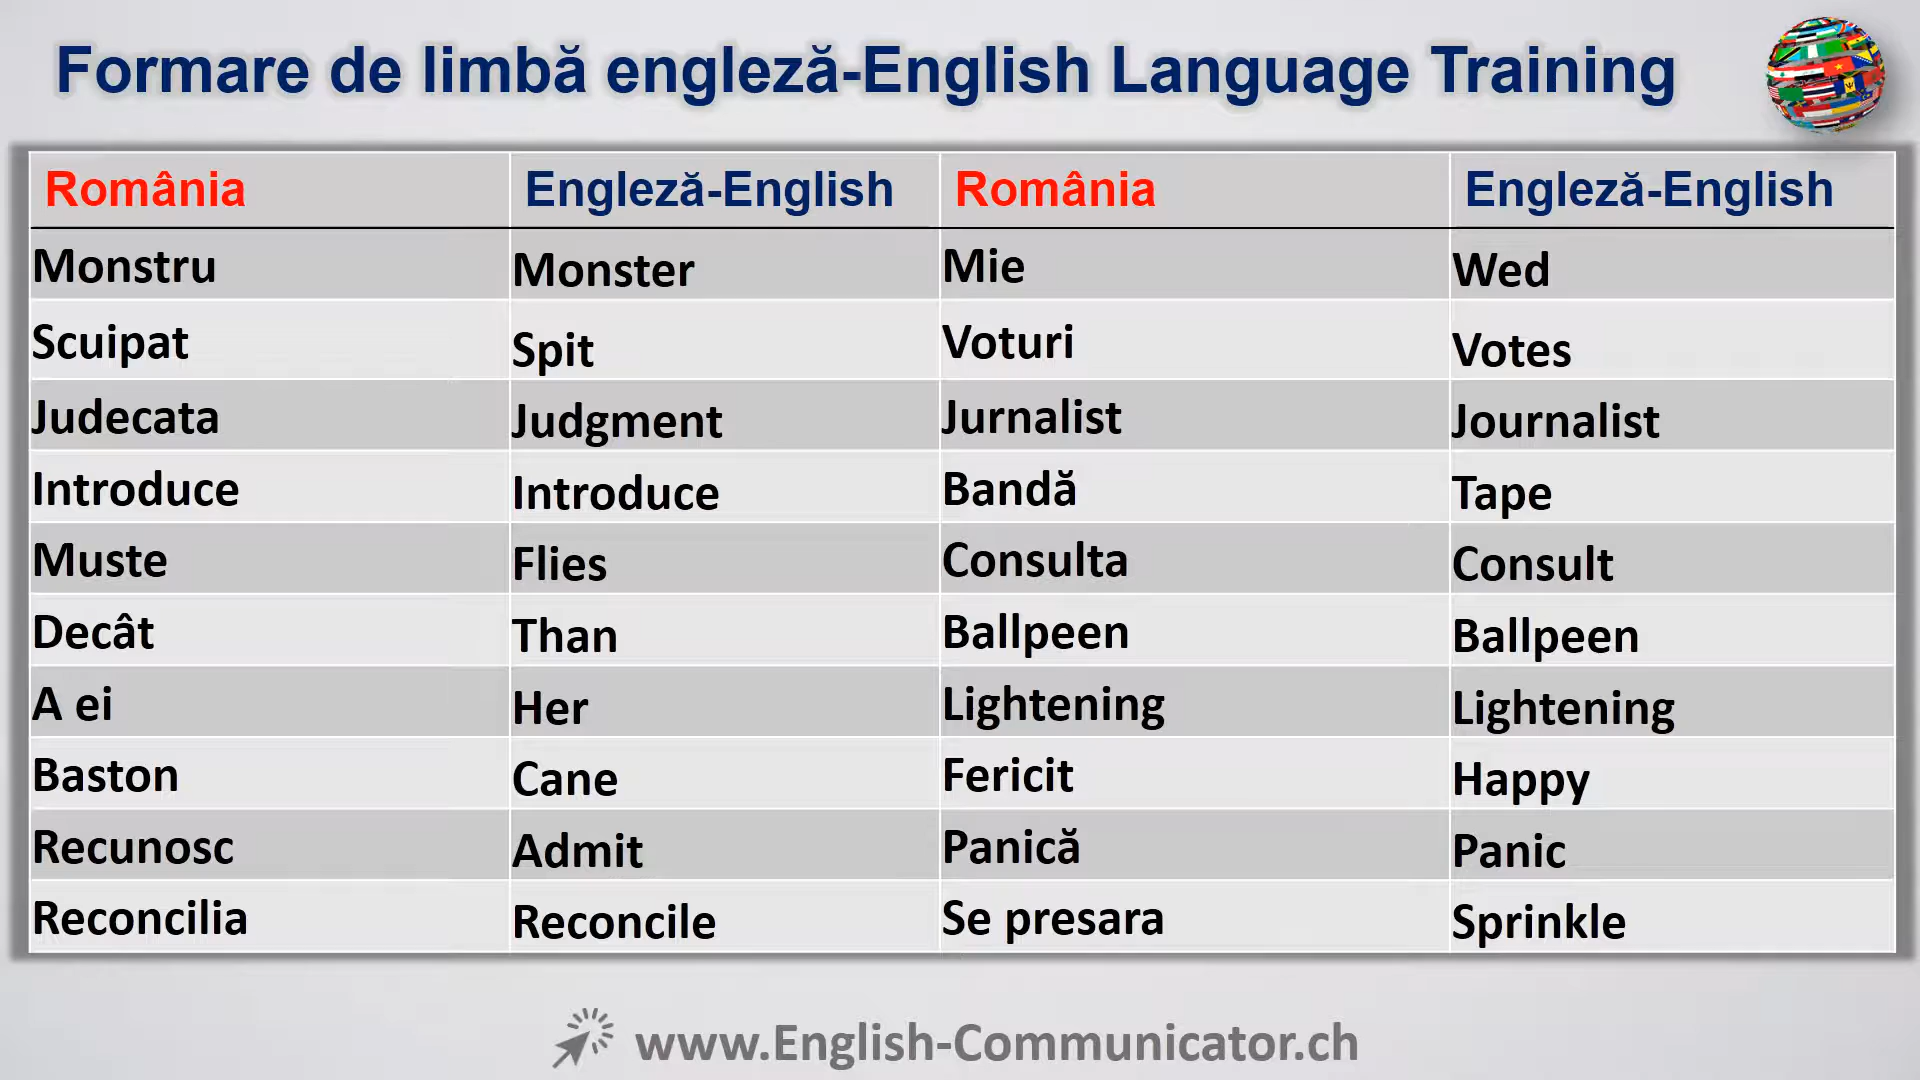 Formare de limbă engleză-English Language Training
România Engleză-English România Engleză-English
Monstru Monster Mie Wed
Scuipat Spit Voturi Votes
Judecata Judgment Jurnalist Journalist
Introduce Introduce Bandă Tape
Muste Flies Consulta Consult
Decât Than Ballpeen Ballpeen
A ei Her Lightening Lightening
Baston Cane Fericit Happy
Recunosc Admit Panică Panic
Reconcilia Reconcile Se presara Sprinkle
www.English-Communicator.ch